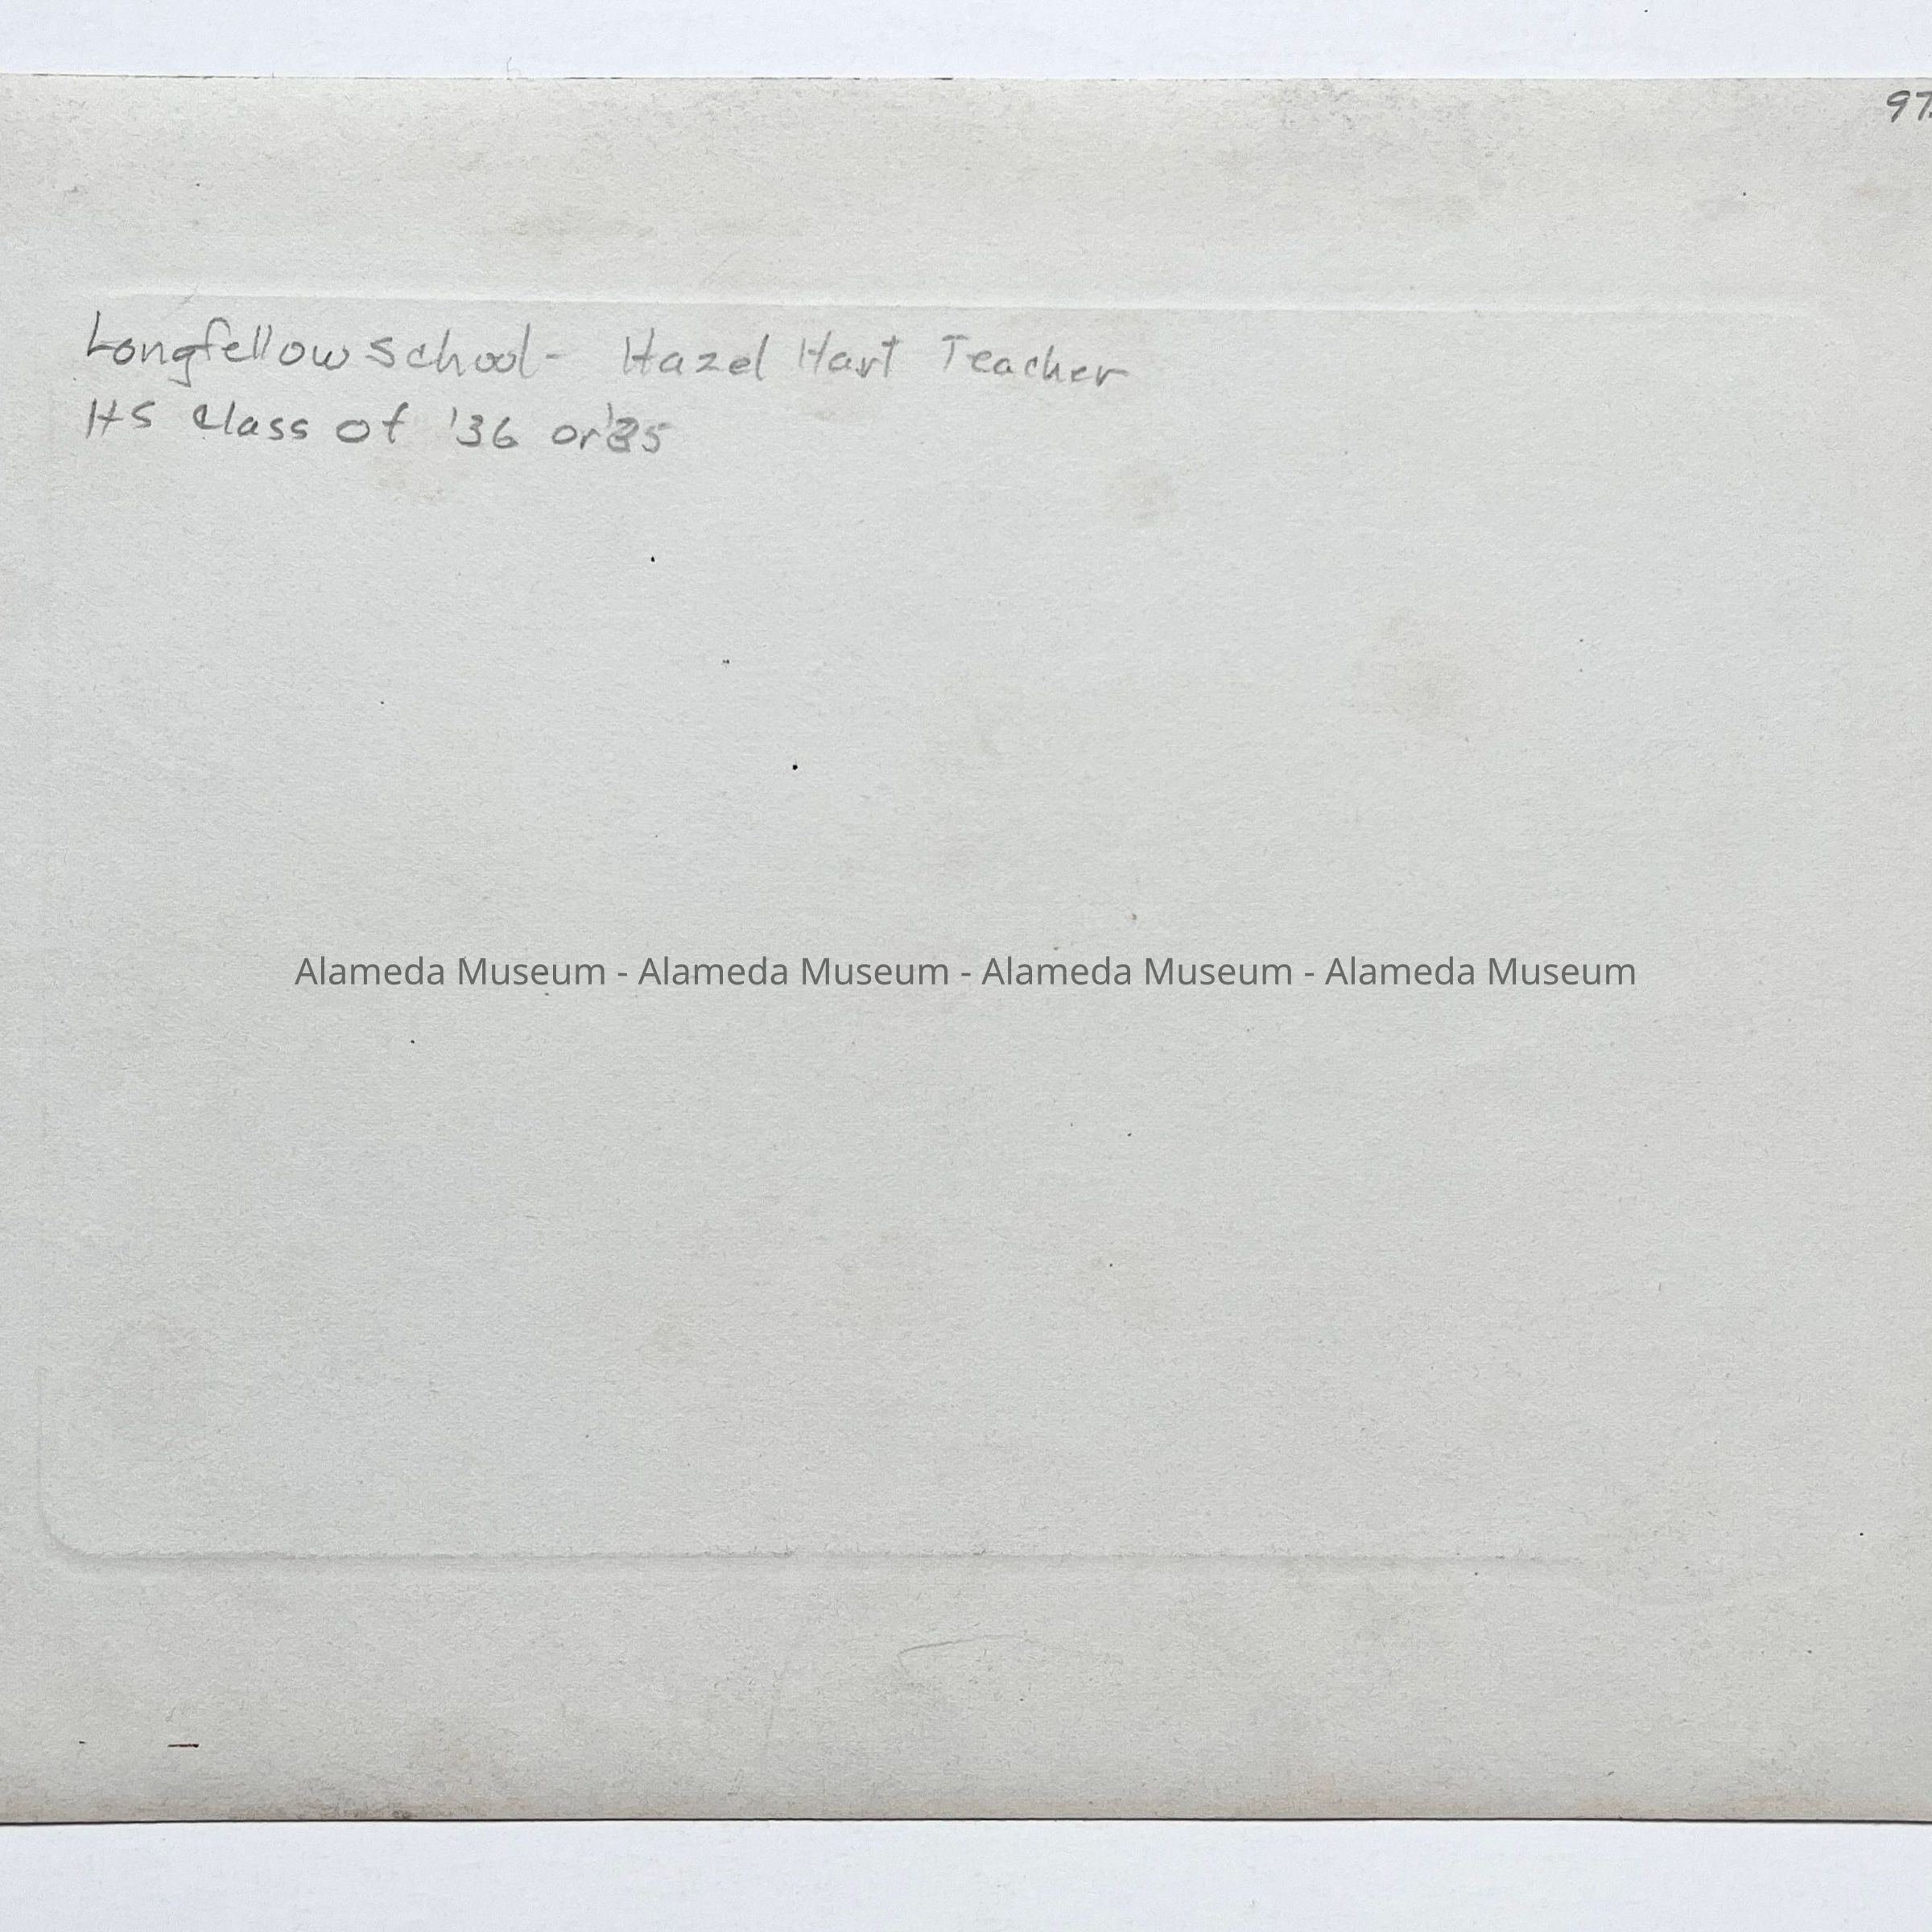 97
Longfellow School - Hazel Hart Teacher
HS Class of '36 or '35
Alameda Museum - Alameda Museum - Alameda Museum - Alameda Museum